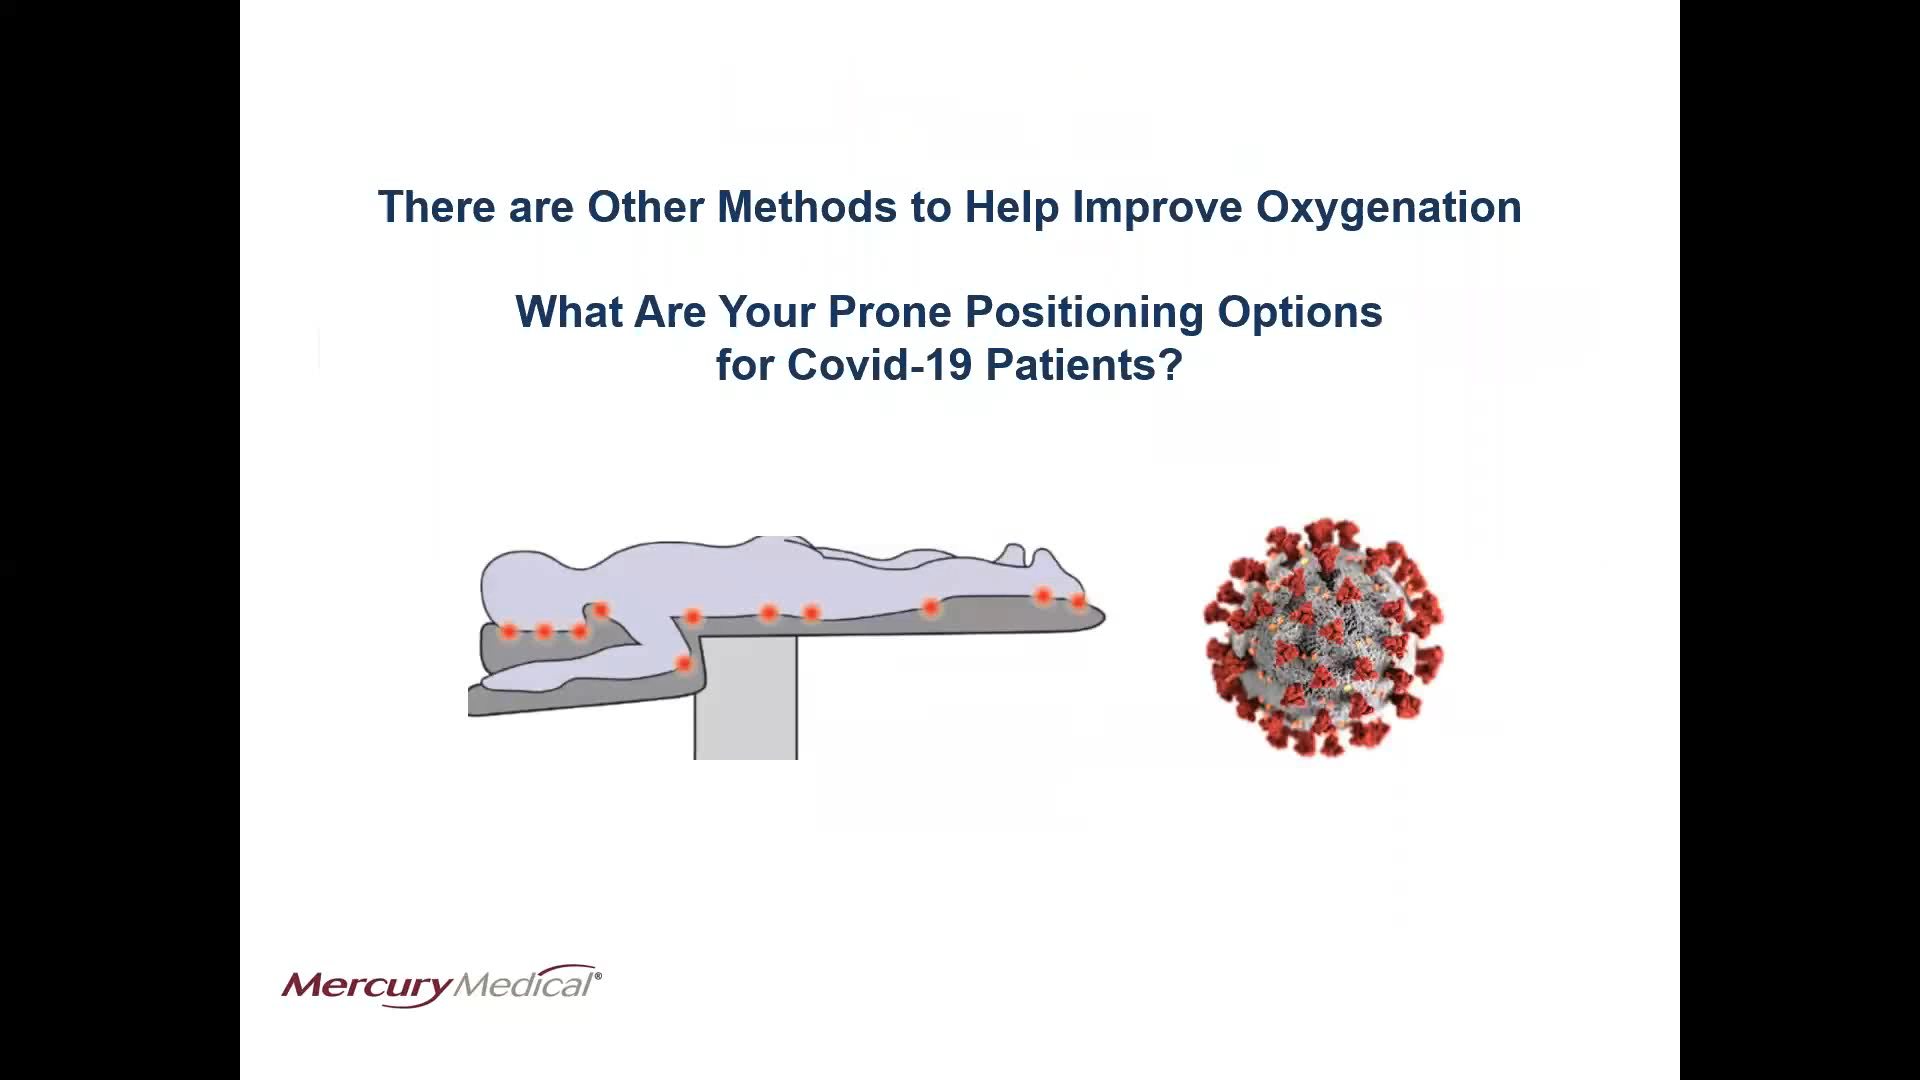 There are Other Methods to Help Improve Oxygenation
What Are Your Prone Positioning Options
for Covid-19 Patients?
MercuryMedical®